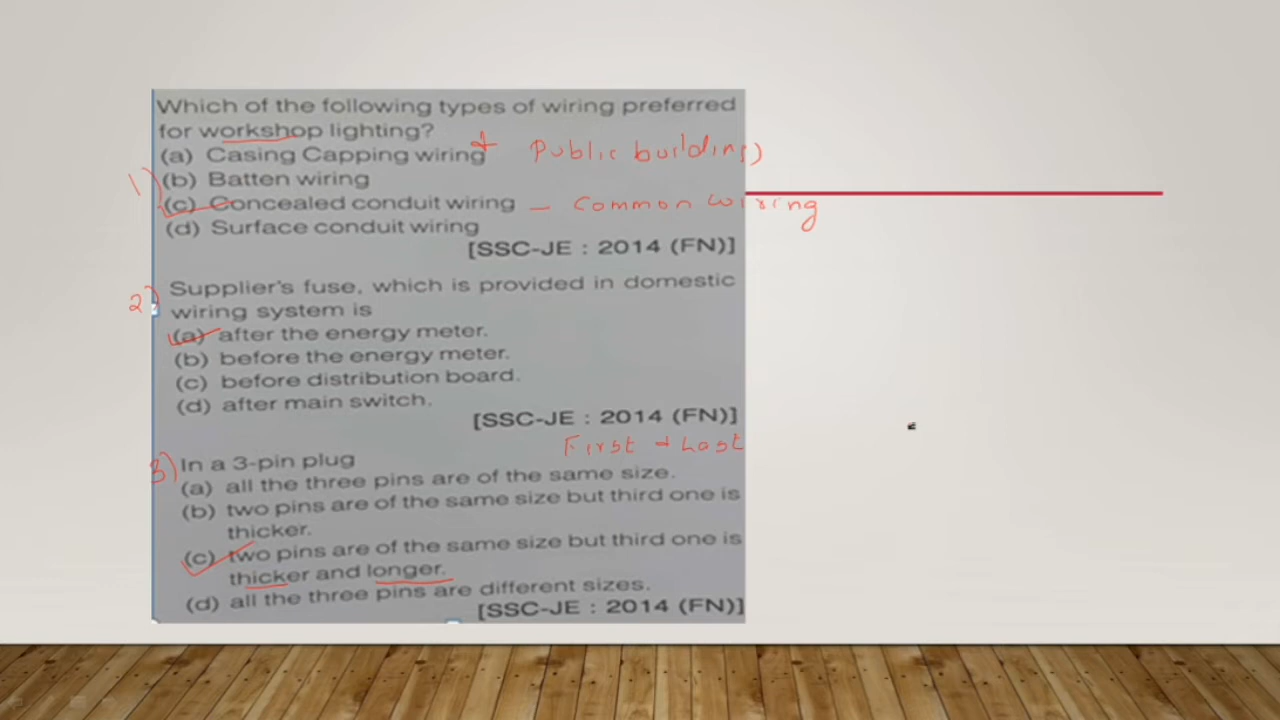 Which of the following types of wiring preferred
for workshop lighting?
(a) Casing Capping wiring + Public building)
1) (b) Batten wiring
(c) Concealed conduit wiring - Common wiring
(d) Surface conduit wiring
[SSC-JE : 2014 (FN)]
2) Supplier's fuse, which is provided in domestic
wiring system is
(a) after the energy meter.
(b) before the energy meter.
(c) before distribution board.
(d) after main switch.
[SSC-JE : 2014 (FN)]
First + Last
3) In a 3-pin plug
(a) all the three pins are of the same size.
(b) two pins are of the same size but third one is
thicker.
(c) two pins are of the same size but third one is
thicker and longer.
(d) all the three pins are different sizes.
[SSC-JE : 2014 (FN)]